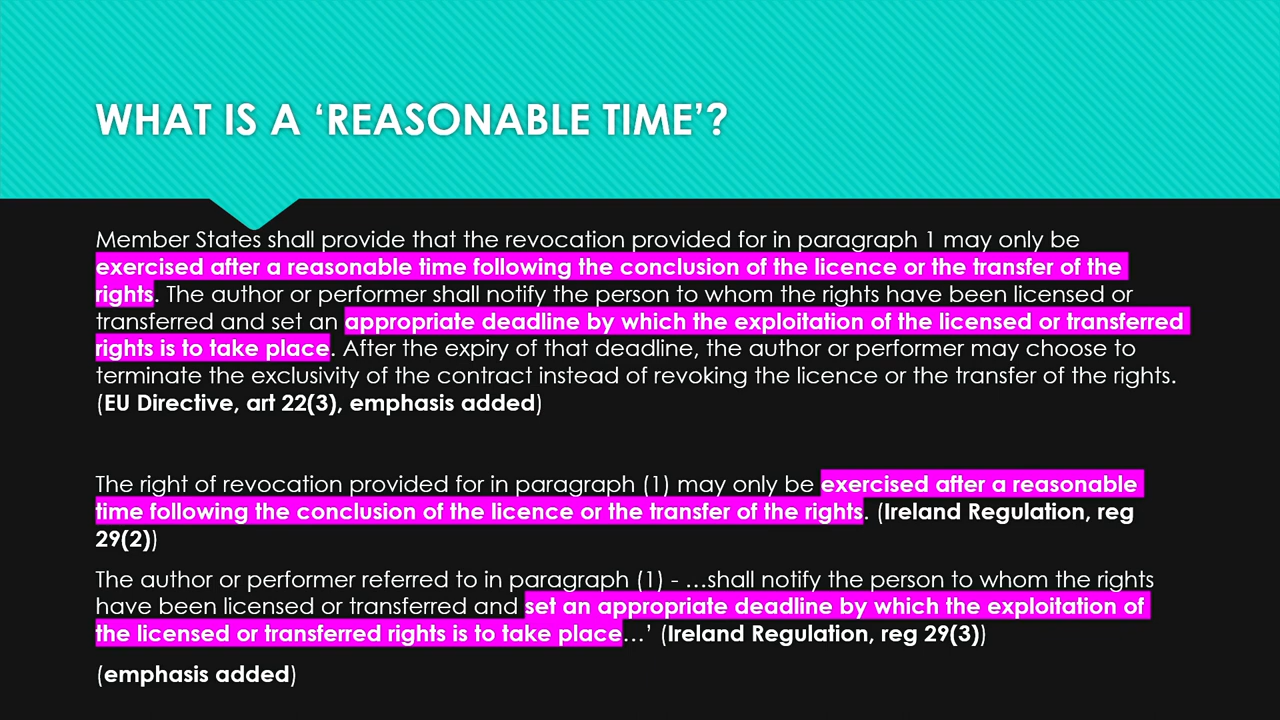 WHAT IS A ‘REASONABLE TIME’?
Member States shall provide that the revocation provided for in paragraph 1 may only be
exercised after a reasonable time following the conclusion of the licence or the transfer of the
rights. The author or performer shall notify the person to whom the rights have been licensed or
transferred and set an appropriate deadline by which the exploitation of the licensed or transferred
rights is to take place. After the expiry of that deadline, the author or performer may choose to
terminate the exclusivity of the contract instead of revoking the licence or the transfer of the rights.
(EU Directive, art 22(3), emphasis added)
The right of revocation provided for in paragraph (1) may only be exercised after a reasonable
time following the conclusion of the licence or the transfer of the rights. (Ireland Regulation, reg
29(2))
The author or performer referred to in paragraph (1) - …shall notify the person to whom the rights
have been licensed or transferred and set an appropriate deadline by which the exploitation of
the licensed or transferred rights is to take place…’ (Ireland Regulation, reg 29(3))
(emphasis added)